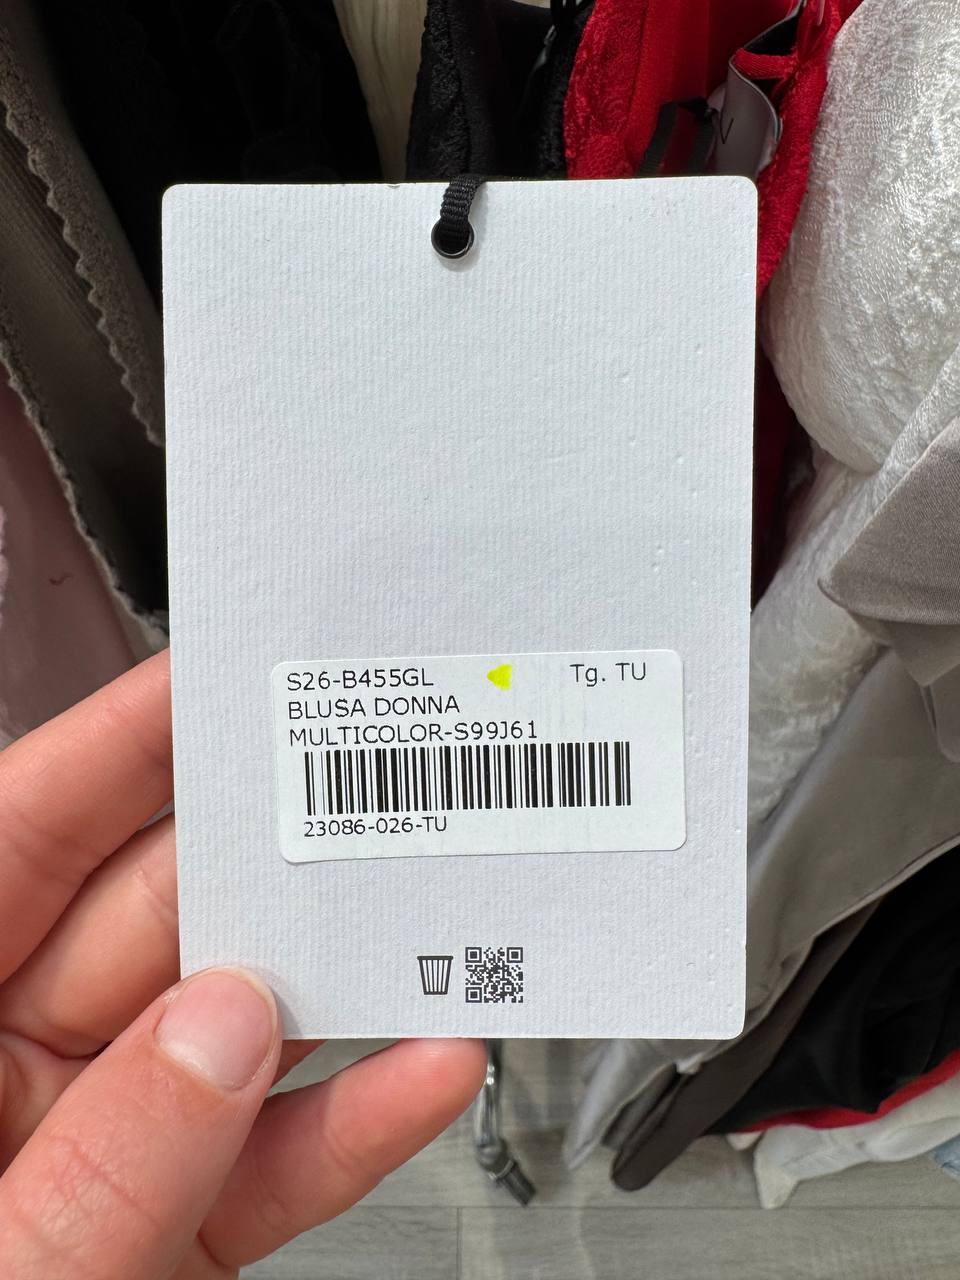 S26-B455GL Tg. TU
BLUSA DONNA
MULTICOLOR-S99J61
23086-026-TU